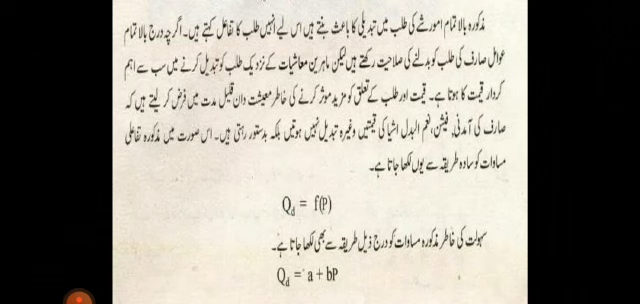 مذکورہ بالا تمام امور شے کی طلب میں تبدیلی کا باعث بنتے ہیں اس لیے انہیں طلب کا تفاعل کہتے ہیں۔ اگرچہ درج بالا تمام
عوامل صارف کی طلب کو بدلنے کی صلاحیت رکھتے ہیں لیکن ماہرین معاشیات کے نزدیک طلب کو تبدیل کرنے میں سب سے اہم
کردار قیمت کا ہوتا ہے۔ قیمت اور طلب کے تعلق کو مزید موثر کرنے کی خاطر معیشت دان قلیل مدت میں فرض کر لیتے ہیں کہ
صارف کی آمدنی، فیشن، نعم البدل اشیا کی قیمتیں وغیرہ تبدیل نہیں ہوتیں بلکہ بدستور رہتی ہیں۔ اس صورت میں مذکورہ تفاعلی
مساوات کو سادہ طریقہ سے یوں لکھا جاتا ہے۔
Qd = f(P)
سہولت کی خاطر مذکورہ مساوات کو درج ذیل طریقہ سے بھی لکھا جاتا ہے۔
Qd = a + bP